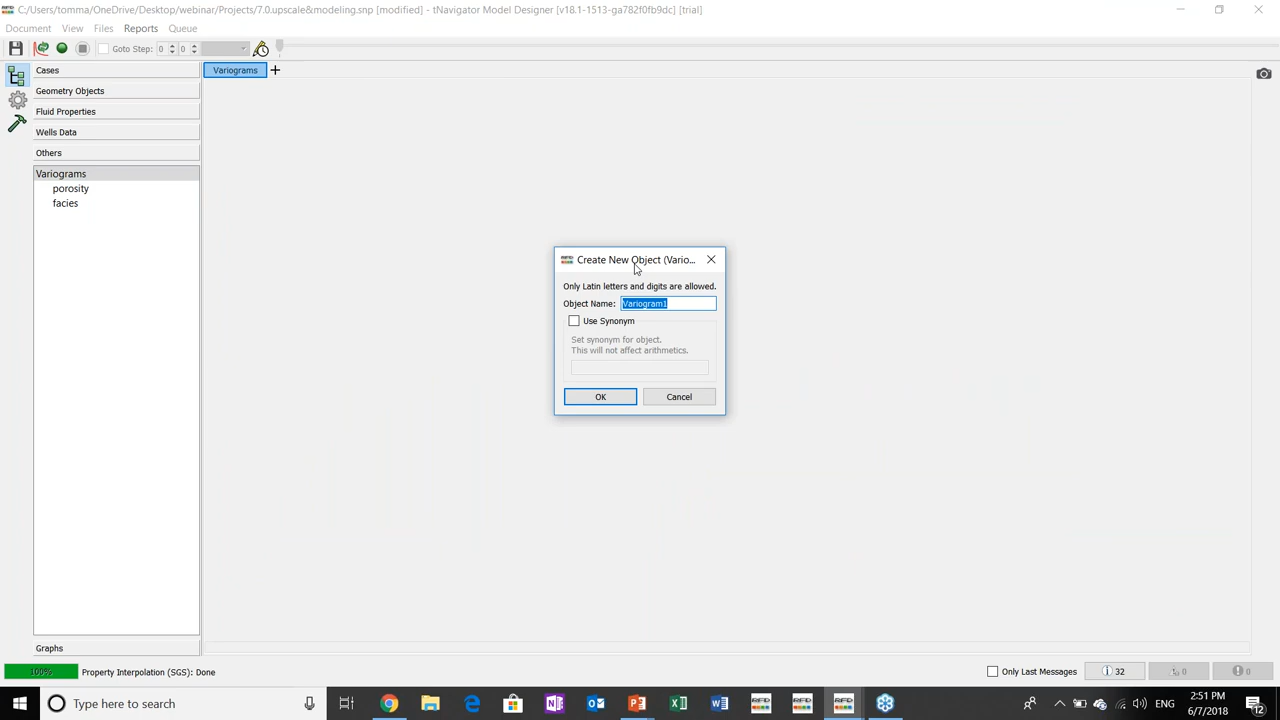 C:/Users/tomma/OneDrive/Desktop/webinar/Projects/7.0.upscale&modeling.snp [modified] - tNavigator Model Designer [v18.1-1513-ga782f0fb9dc] [trial]
Document View Files Reports Queue
Goto Step: 0 0
Cases
Variograms
Geometry Objects
Fluid Properties
Wells Data
Others
Variograms
porosity
facies
Create New Object (Vario...
Only Latin letters and digits are allowed.
Object Name: Variogram1
Use Synonym
Set synonym for object.
This will not affect arithmetics.
OK Cancel
Graphs
100% Property Interpolation (SGS): Done
Only Last Messages 32 0 0
Type here to search
ENG
2:51 PM
6/7/2018
12